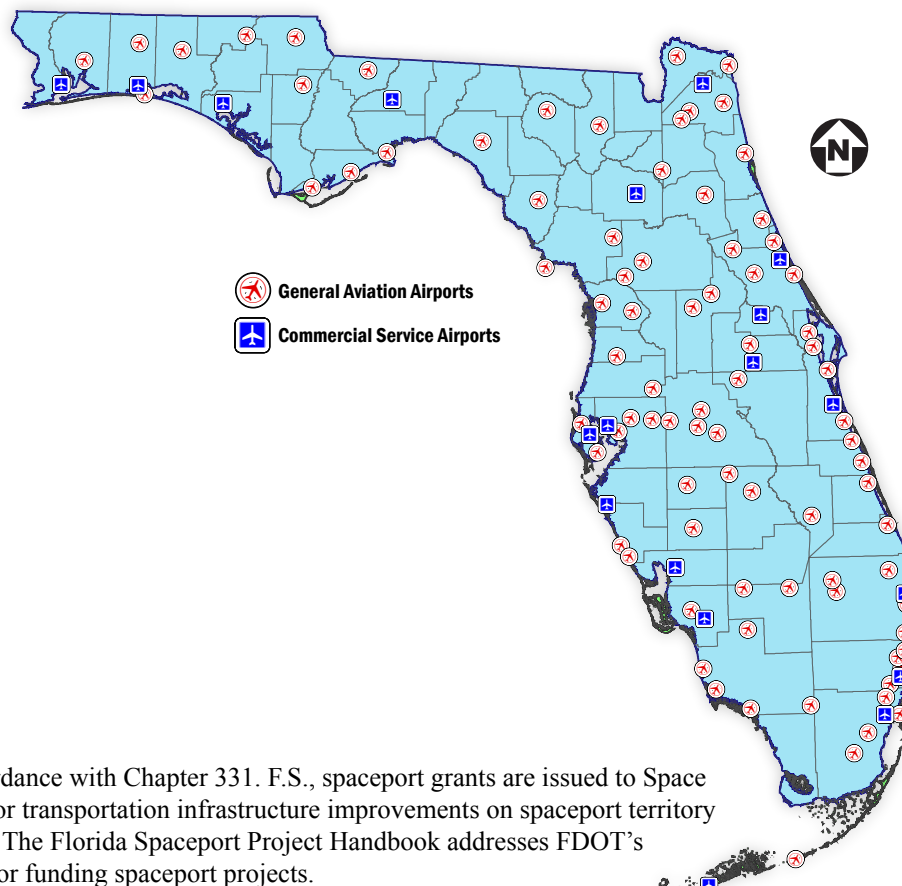 N
General Aviation Airports
Commercial Service Airports
rdance with Chapter 331. F.S., spaceport grants are issued to Space
or transportation infrastructure improvements on spaceport territory
The Florida Spaceport Project Handbook addresses FDOT’s
or funding spaceport projects.